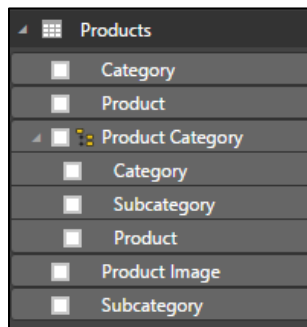 Products
Category
Product
Product Category
Category
Subcategory
Product
Product Image
Subcategory